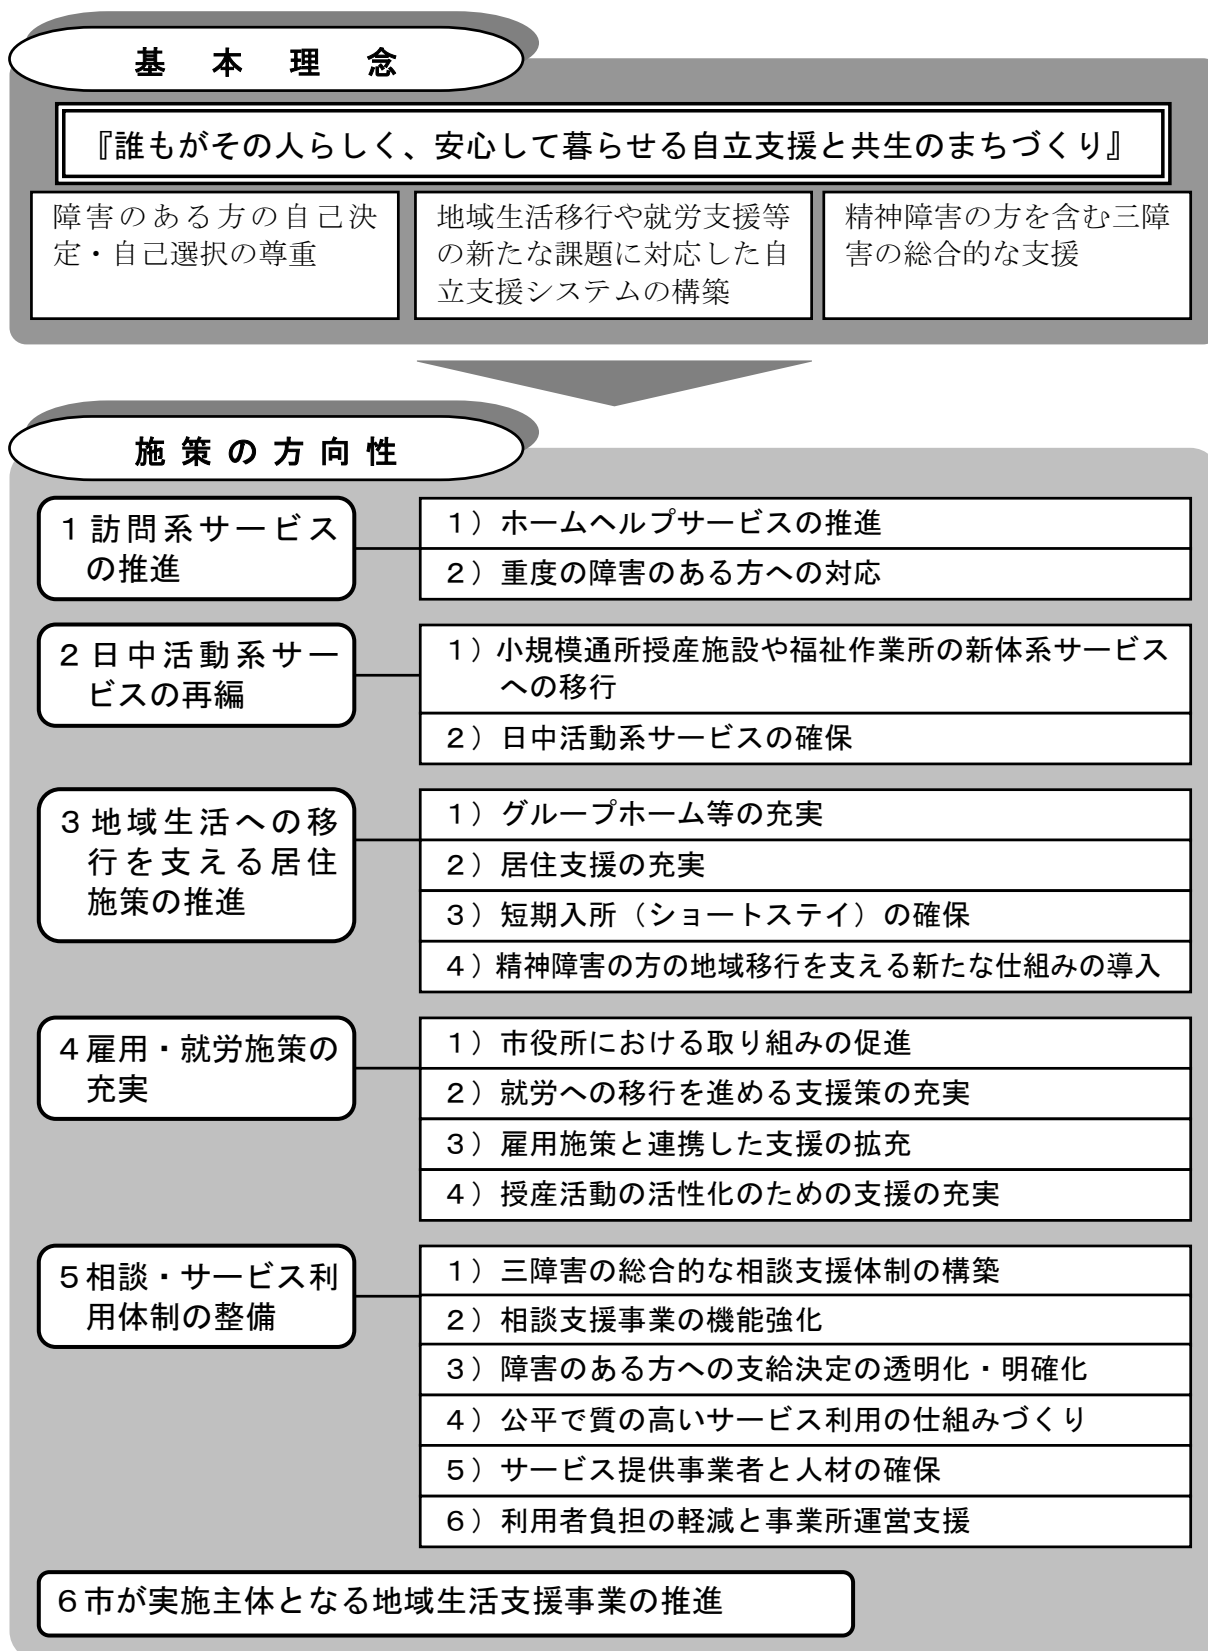 基本理念
『誰もがその人らしく、安心して暮らせる自立支援と共生のまちづくり』
障害のある方の自己決
定・自己選択の尊重
地域生活移行や就労支援等
の新たな課題に対応した自
立支援システムの構築
精神障害の方を含む三障
害の総合的な支援
施策の方向性
1訪問系サービス
の推進
1）ホームヘルプサービスの推進
2）重度の障害のある方への対応
2日中活動系サー
ビスの再編
1）小規模通所授産施設や福祉作業所の新体系サービス
への移行
2）日中活動系サービスの確保
3地域生活への移
行を支える居住
施策の推進
1）グループホーム等の充実
2）居住支援の充実
3）短期入所（ショートステイ）の確保
4）精神障害の方の地域移行を支える新たな仕組みの導入
4雇用・就労施策の
充実
1）市役所における取り組みの促進
2）就労への移行を進める支援策の充実
3）雇用施策と連携した支援の拡充
4）授産活動の活性化のための支援の充実
5相談・サービス利
用体制の整備
1）三障害の総合的な相談支援体制の構築
2）相談支援事業の機能強化
3）障害のある方への支給決定の透明化・明確化
4）公平で質の高いサービス利用の仕組みづくり
5）サービス提供事業者と人材の確保
6）利用者負担の軽減と事業所運営支援
6市が実施主体となる地域生活支援事業の推進